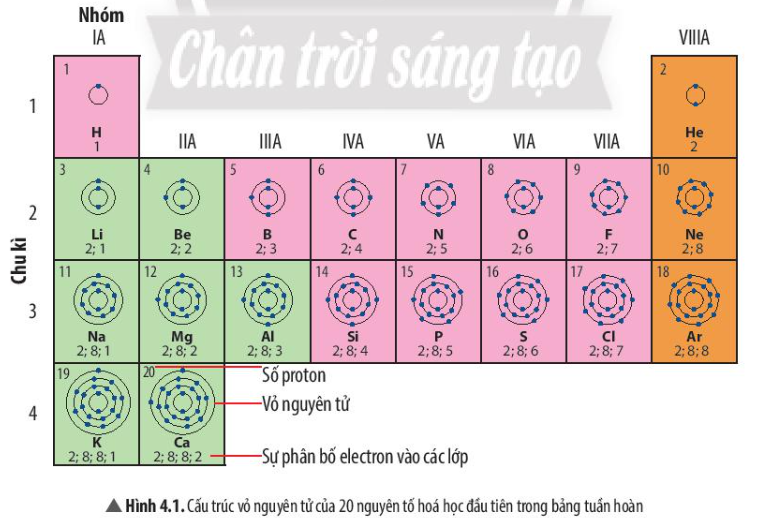 Nhóm
IA
VIIIA
Chân trời sáng tạo
1
1
H
1
2
He
2
IIA
IIIA
IVA
VA
VIA
VIIA
Chu kì
2
3
Li
2; 1
4
Be
2; 2
5
B
2; 3
6
C
2; 4
7
N
2; 5
8
O
2; 6
9
F
2; 7
10
Ne
2; 8
3
11
Na
2; 8; 1
12
Mg
2; 8; 2
13
Al
2; 8; 3
14
Si
2; 8; 4
15
P
2; 8; 5
16
S
2; 8; 6
17
Cl
2; 8; 7
18
Ar
2; 8; 8
4
19
K
2; 8; 8; 1
20
Ca
2; 8; 8; 2
Số proton
Vỏ nguyên tử
Sự phân bố electron vào các lớp
▲ Hình 4.1. Cấu trúc vỏ nguyên tử của 20 nguyên tố hoá học đầu tiên trong bảng tuần hoàn